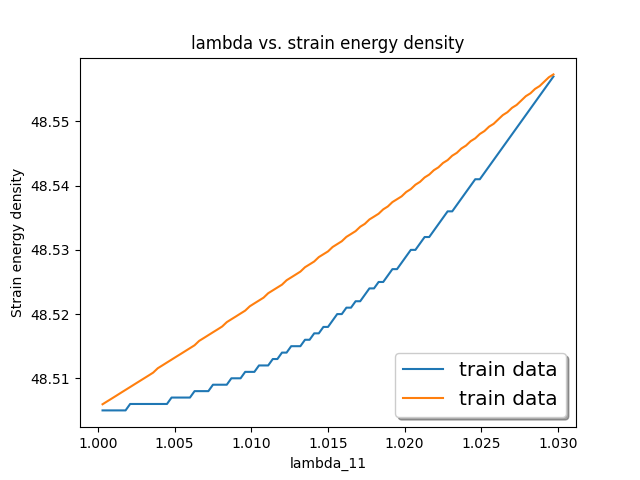 lambda vs. strain energy density
Strain energy density
48.55
48.54
48.53
48.52
48.51
train data
train data
1.000 1.005 1.010 1.015 1.020 1.025 1.030
lambda_11